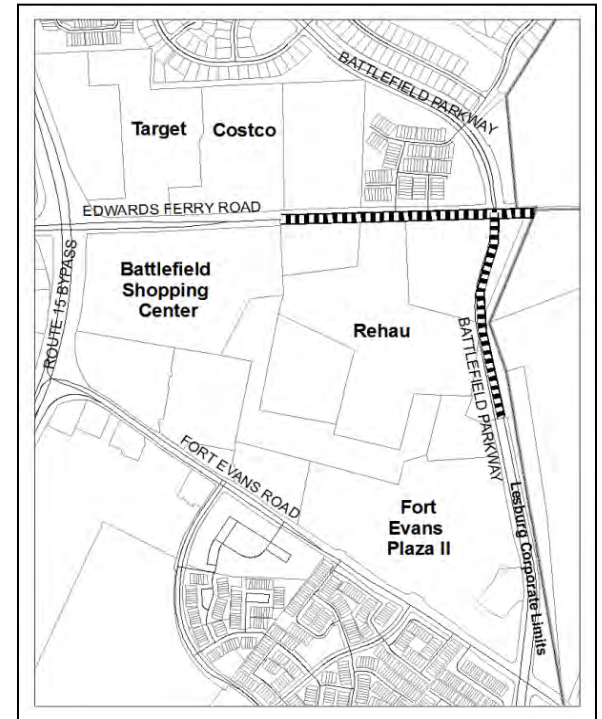 BATTLEFIELD PARKWAY
Target
Costco
EDWARDS FERRY ROAD
ROUTE 15 BYPASS
Battlefield
Shopping
Center
Rehau
BATTLEFIELD PARKWAY
FORT EVANS ROAD
Fort
Evans
Plaza II
Lesburg Corporate Limits